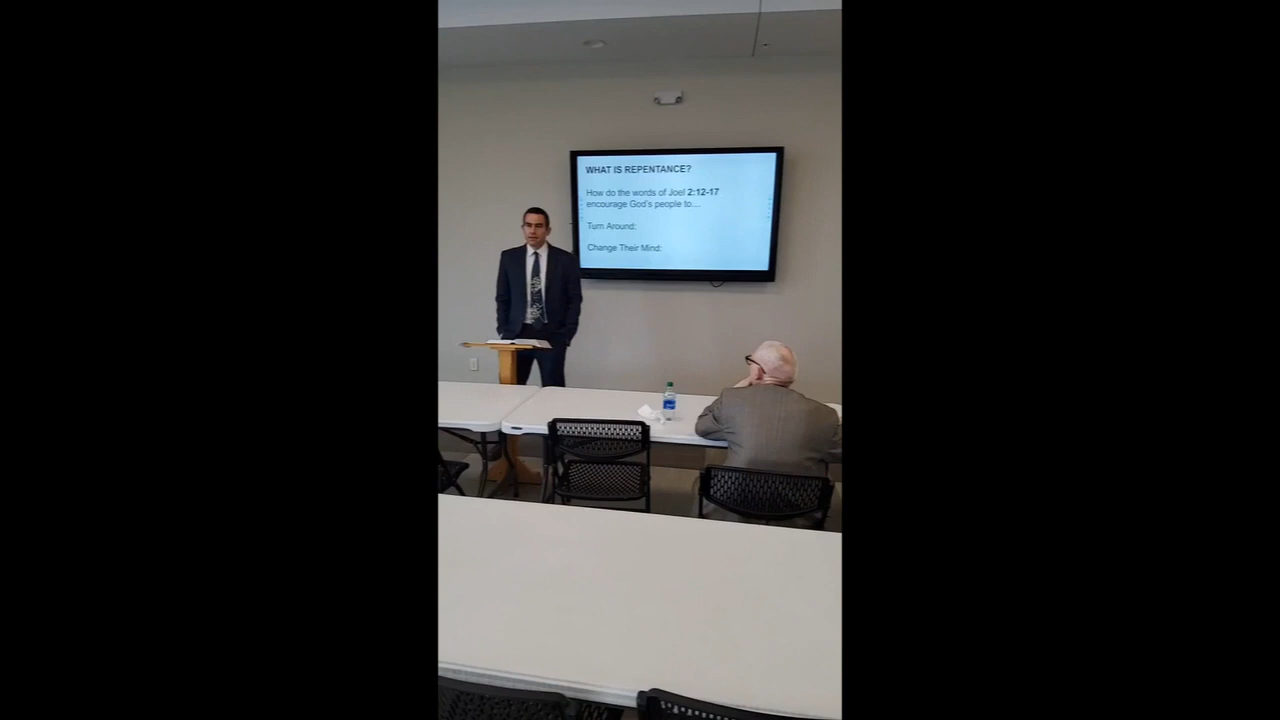 WHAT IS REPENTANCE?
How do the words of Joel 2:12-17
encourage God's people to...
Turn Around:
Change Their Mind: